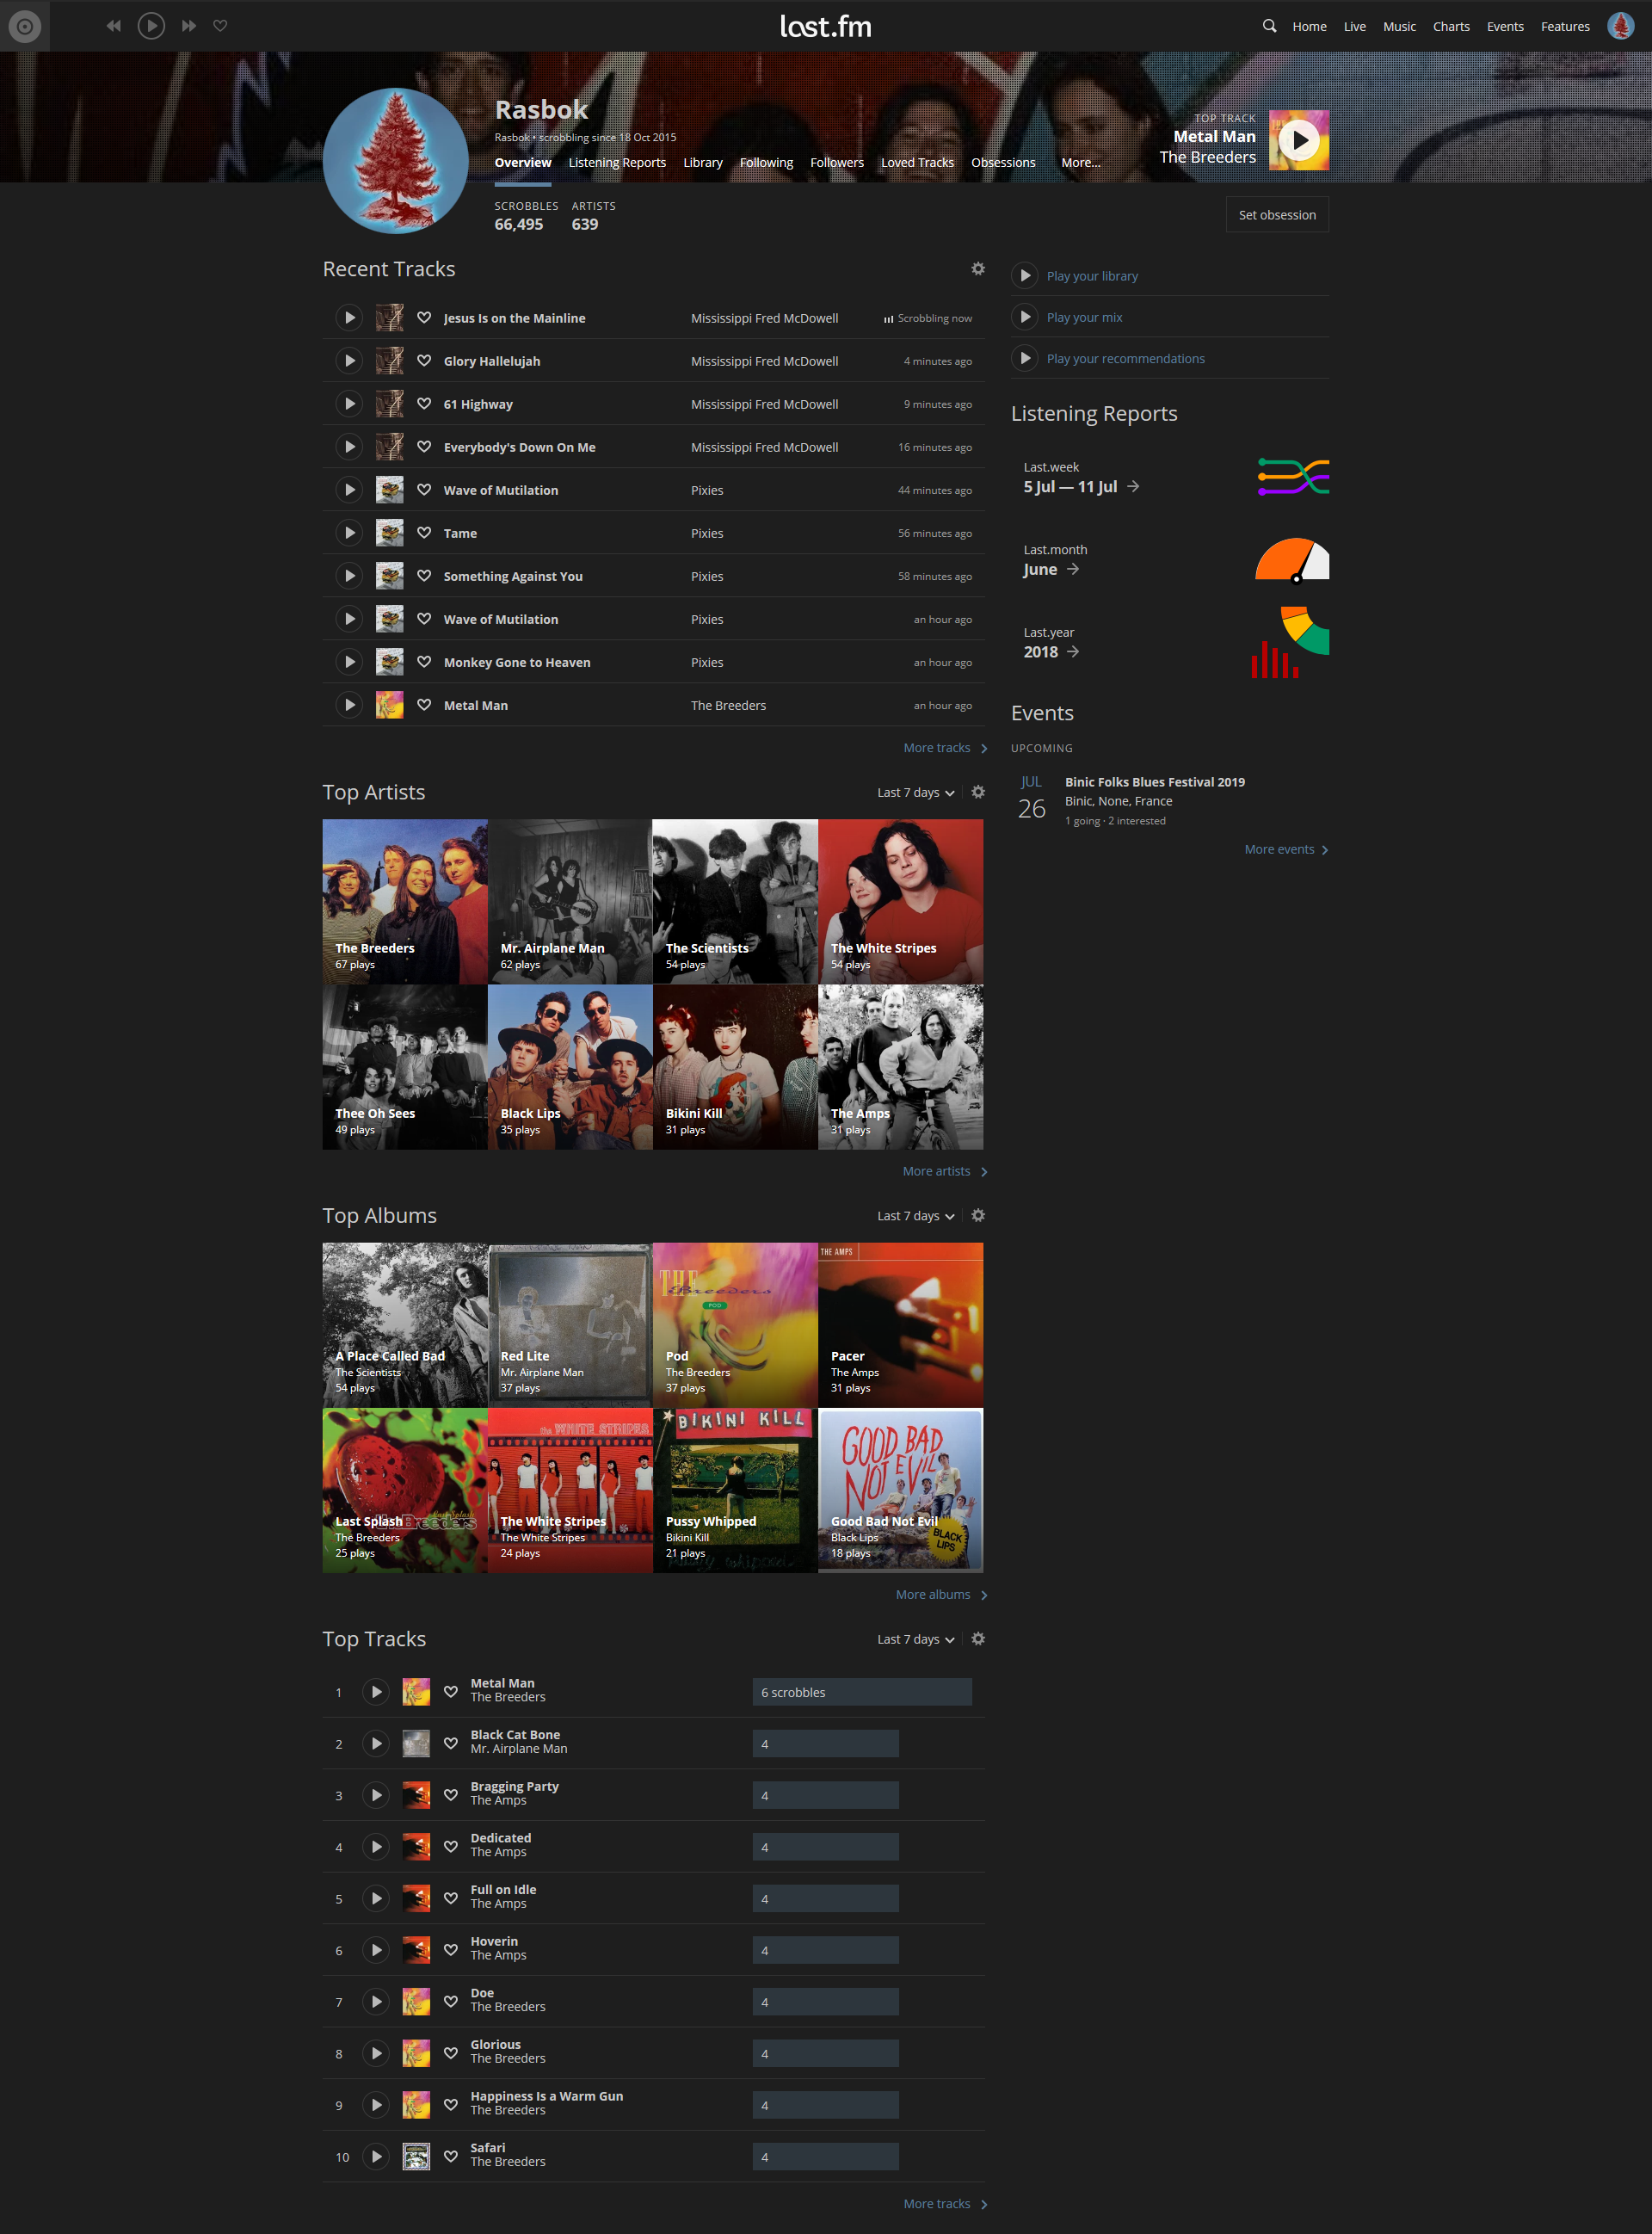 last.fm
Home Live Music Charts Events Features
Rasbok
Rasbok • scrobbling since 18 Oct 2015
Overview Listening Reports Library Following Followers Loved Tracks Obsessions More...
TOP TRACK
Metal Man
The Breeders
SCROBBLES ARTISTS
66,495 639
Set obsession
Recent Tracks
Jesus Is on the Mainline Mississippi Fred McDowell Scrobbling now
Glory Hallelujah Mississippi Fred McDowell 4 minutes ago
61 Highway Mississippi Fred McDowell 9 minutes ago
Everybody's Down On Me Mississippi Fred McDowell 16 minutes ago
Wave of Mutilation Pixies 44 minutes ago
Tame Pixies 56 minutes ago
Something Against You Pixies 58 minutes ago
Wave of Mutilation Pixies an hour ago
Monkey Gone to Heaven Pixies an hour ago
Metal Man The Breeders an hour ago
More tracks
Play your library
Play your mix
Play your recommendations
Listening Reports
Last.week
5 Jul — 11 Jul
Last.month
June
Last.year
2018
Events
UPCOMING
JUL
26
Binic Folks Blues Festival 2019
Binic, None, France
1 going · 2 interested
More events
Top Artists
Last 7 days
The Breeders
67 plays
Mr. Airplane Man
62 plays
The Scientists
54 plays
The White Stripes
54 plays
Thee Oh Sees
49 plays
Black Lips
35 plays
Bikini Kill
31 plays
The Amps
31 plays
More artists
Top Albums
Last 7 days
A Place Called Bad
The Scientists
54 plays
Red Lite
Mr. Airplane Man
37 plays
THE
Breeders
POD
Pod
The Breeders
37 plays
THE AMPS
Pacer
The Amps
31 plays
Last Splash
The Breeders
25 plays
the WHITE STRIPES
The White Stripes
The White Stripes
24 plays
BIKINI KILL
Pussy Whipped
Bikini Kill
21 plays
GOOD BAD
NOT EVIL
Good Bad Not Evil
Black Lips
18 plays
BLACK
LIPS
More albums
Top Tracks
Last 7 days
1 Metal Man
The Breeders
6 scrobbles
2 Black Cat Bone
Mr. Airplane Man
4
3 Bragging Party
The Amps
4
4 Dedicated
The Amps
4
5 Full on Idle
The Amps
4
6 Hoverin
The Amps
4
7 Doe
The Breeders
4
8 Glorious
The Breeders
4
9 Happiness Is a Warm Gun
The Breeders
4
10 Safari
The Breeders
4
More tracks